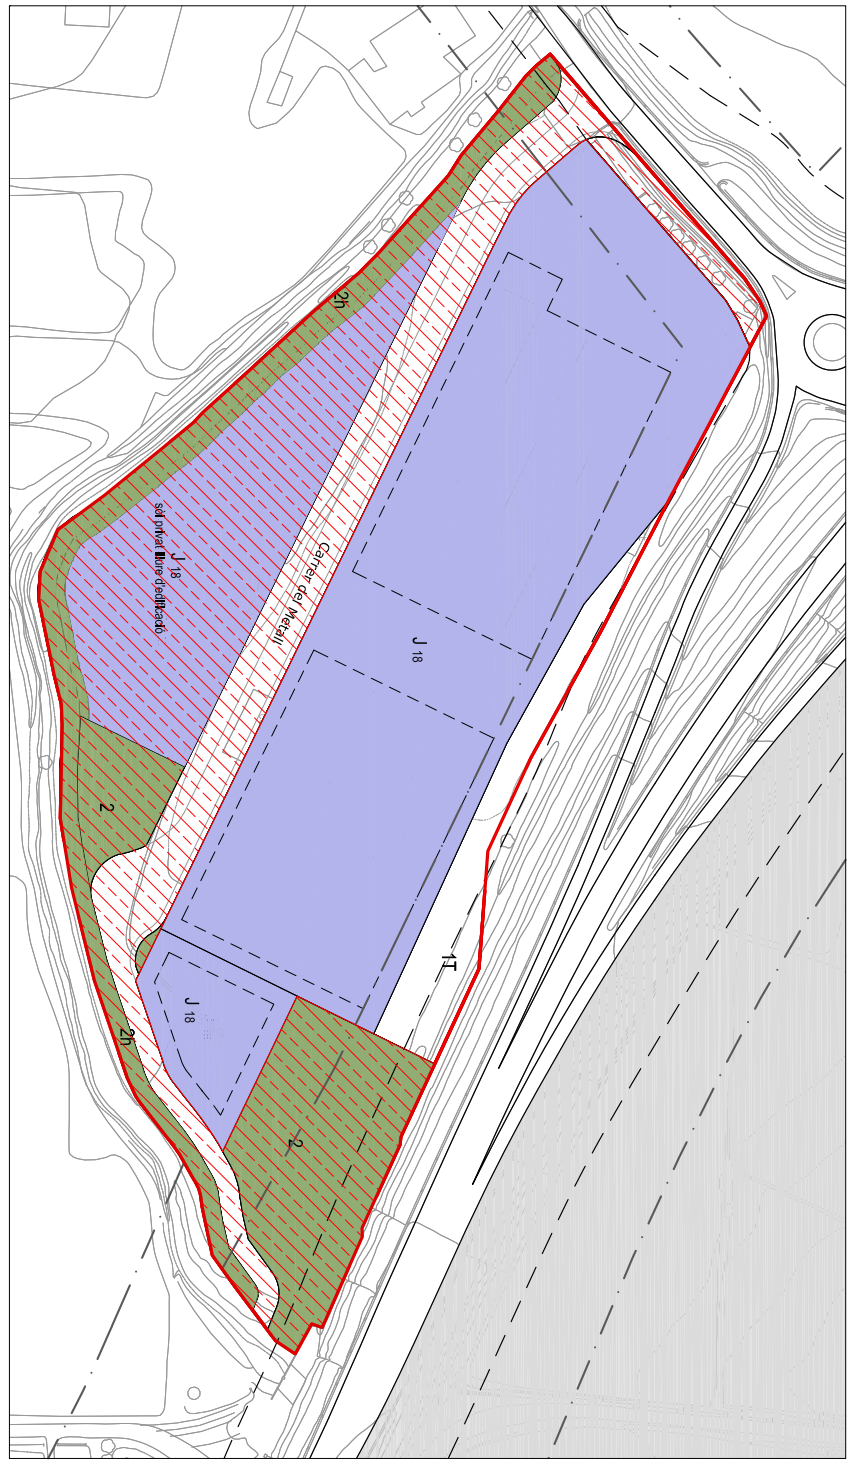 2h
J 18
sòl privat lliure d'edificació
Carrer del Metall
J 18
2
1T
J 18
2h
2